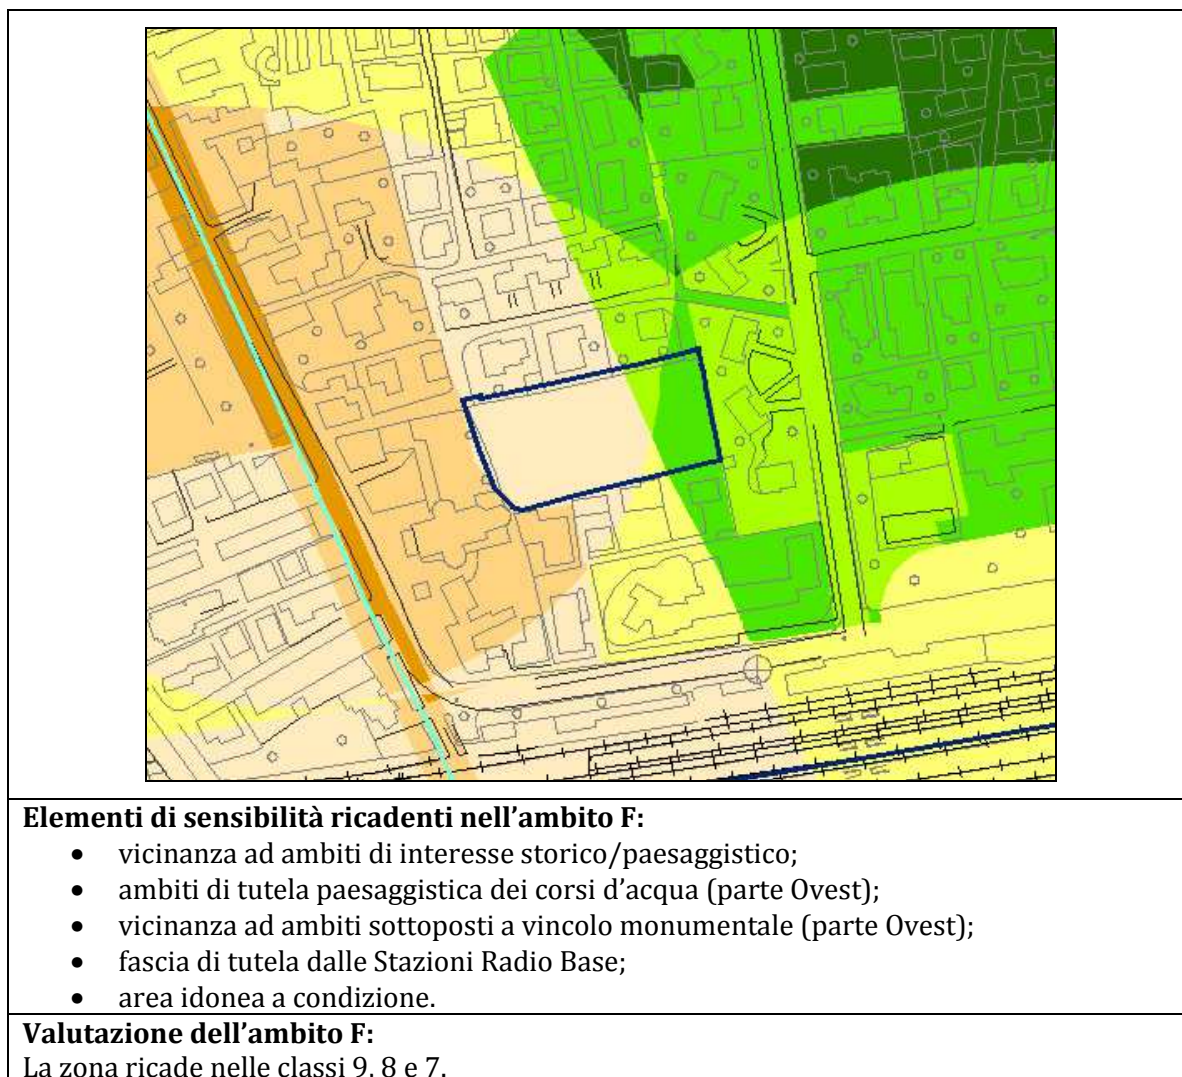 Elementi di sensibilità ricadenti nell’ambito F:
• vicinanza ad ambiti di interesse storico/paesaggistico;
• ambiti di tutela paesaggistica dei corsi d’acqua (parte Ovest);
• vicinanza ad ambiti sottoposti a vincolo monumentale (parte Ovest);
• fascia di tutela dalle Stazioni Radio Base;
• area idonea a condizione.
Valutazione dell’ambito F:
La zona ricade nelle classi 9, 8 e 7.